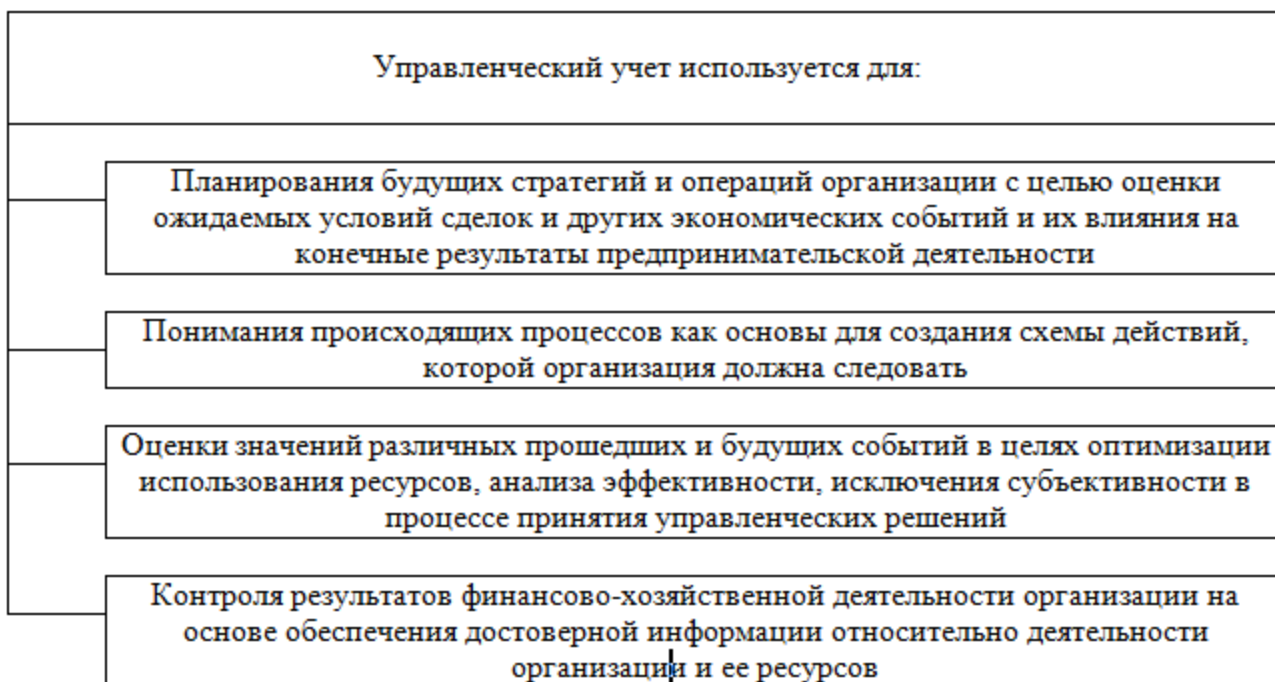 Управленческий учет используется для:
Планирования будущих стратегий и операций организации с целью оценки
ожидаемых условий сделок и других экономических событий и их влияния на
конечные результаты предпринимательской деятельности
Понимания происходящих процессов как основы для создания схемы действий,
которой организация должна следовать
Оценки значений различных прошедших и будущих событий в целях оптимизации
использования ресурсов, анализа эффективности, исключения субъективности в
процессе принятия управленческих решений
Контроля результатов финансово-хозяйственной деятельности организации на
основе обеспечения достоверной информации относительно деятельности
организации и ее ресурсов